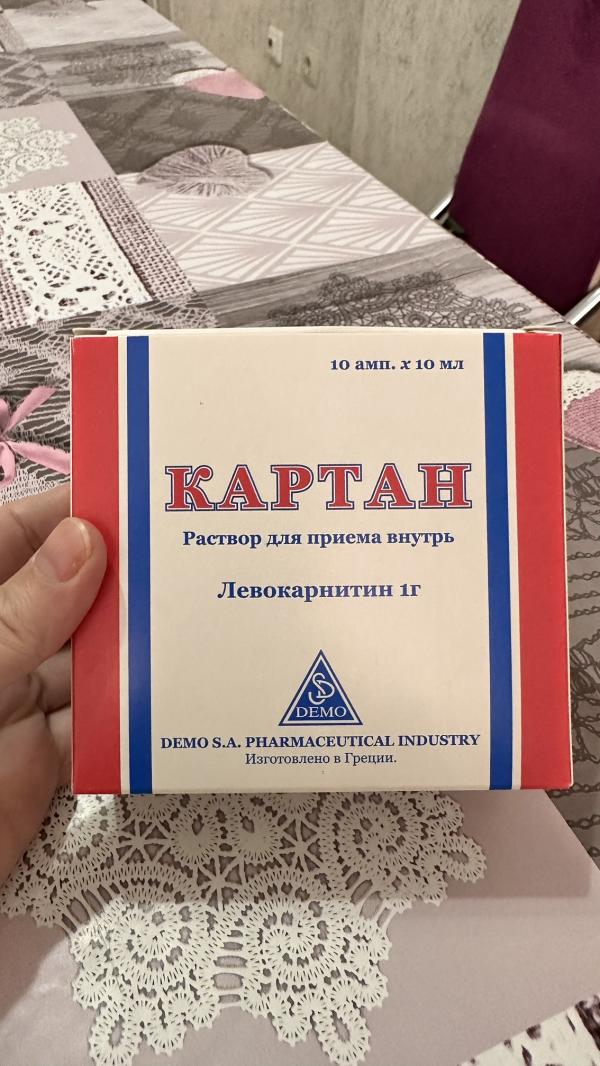 10 амп. x 10 мл
КАРТАН
Раствор для приема внутрь
Левокарнитин 1г
DEMO
DEMO S.A. PHARMACEUTICAL INDUSTRY
Изготовлено в Греции.